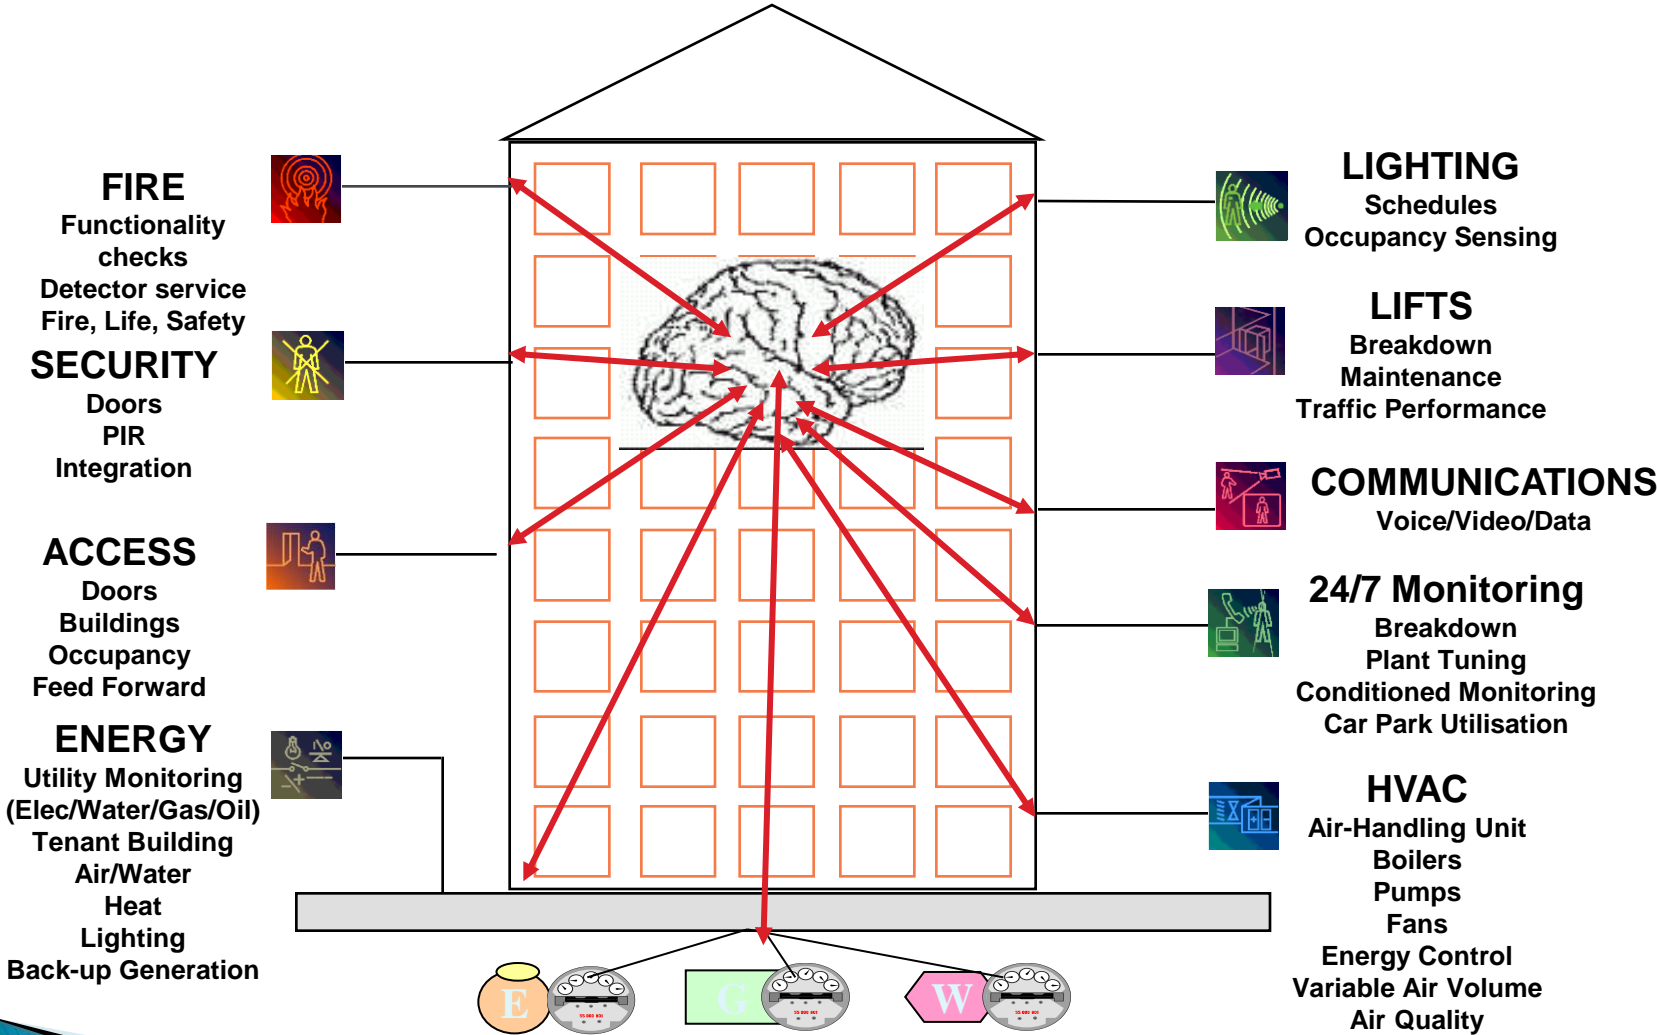 FIRE
Functionality
checks
Detector service
Fire, Life, Safety
SECURITY
Doors
PIR
Integration
ACCESS
Doors
Buildings
Occupancy
Feed Forward
ENERGY
Utility Monitoring
(Elec/Water/Gas/Oil)
Tenant Building
Air/Water
Heat
Lighting
Back-up Generation
LIGHTING
Schedules
Occupancy Sensing
LIFTS
Breakdown
Maintenance
Traffic Performance
COMMUNICATIONS
Voice/Video/Data
24/7 Monitoring
Breakdown
Plant Tuning
Conditioned Monitoring
Car Park Utilisation
HVAC
Air-Handling Unit
Boilers
Pumps
Fans
Energy Control
Variable Air Volume
Air Quality
E
G
W